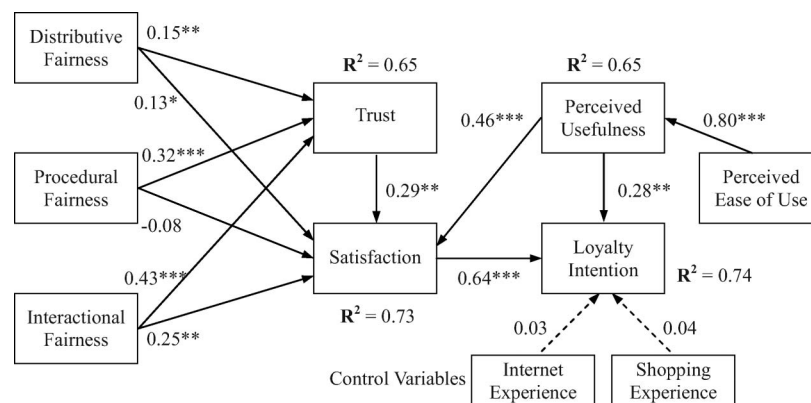 Distributive
Fairness
0.15**
0.13*
R² = 0.65
Trust
R² = 0.65
Perceived
Usefulness
0.46***
0.80***
Procedural
Fairness
0.32***
-0.08
0.29**
0.28**
Perceived
Ease of Use
Satisfaction
0.64***
Loyalty
Intention
R² = 0.74
0.43***
Interactional
Fairness
0.25**
R² = 0.73
0.03
0.04
Control Variables
Internet
Experience
Shopping
Experience